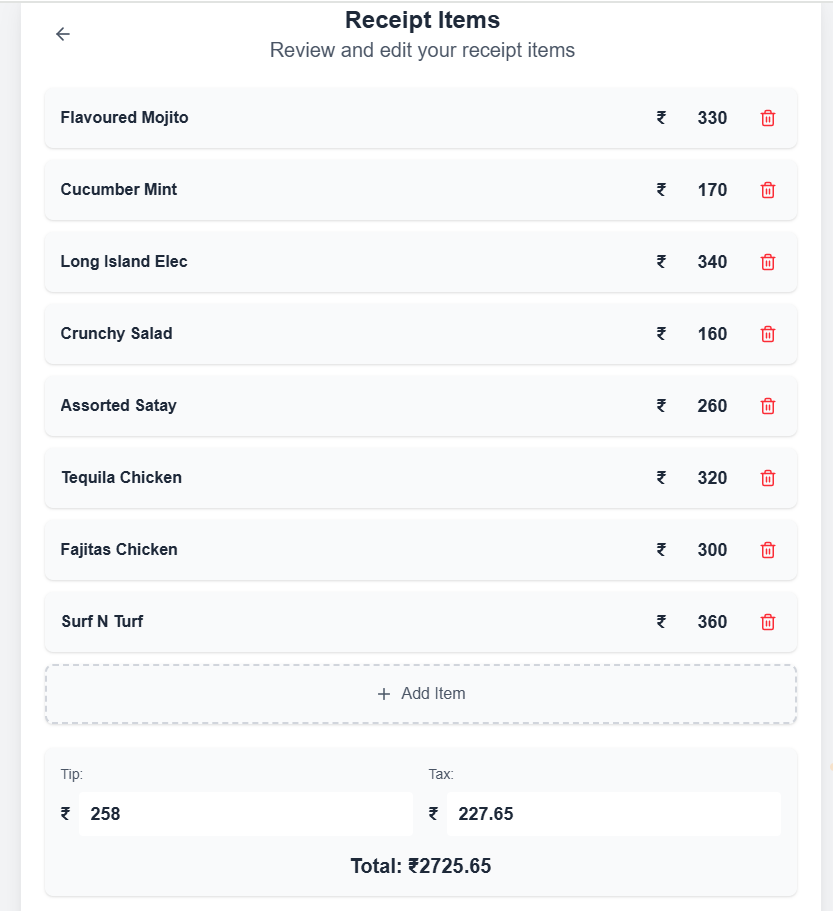 Receipt Items
Review and edit your receipt items
Flavoured Mojito ₹ 330
Cucumber Mint ₹ 170
Long Island Elec ₹ 340
Crunchy Salad ₹ 160
Assorted Satay ₹ 260
Tequila Chicken ₹ 320
Fajitas Chicken ₹ 300
Surf N Turf ₹ 360
+ Add Item
Tip: Tax:
₹ 258 ₹ 227.65
Total: ₹2725.65